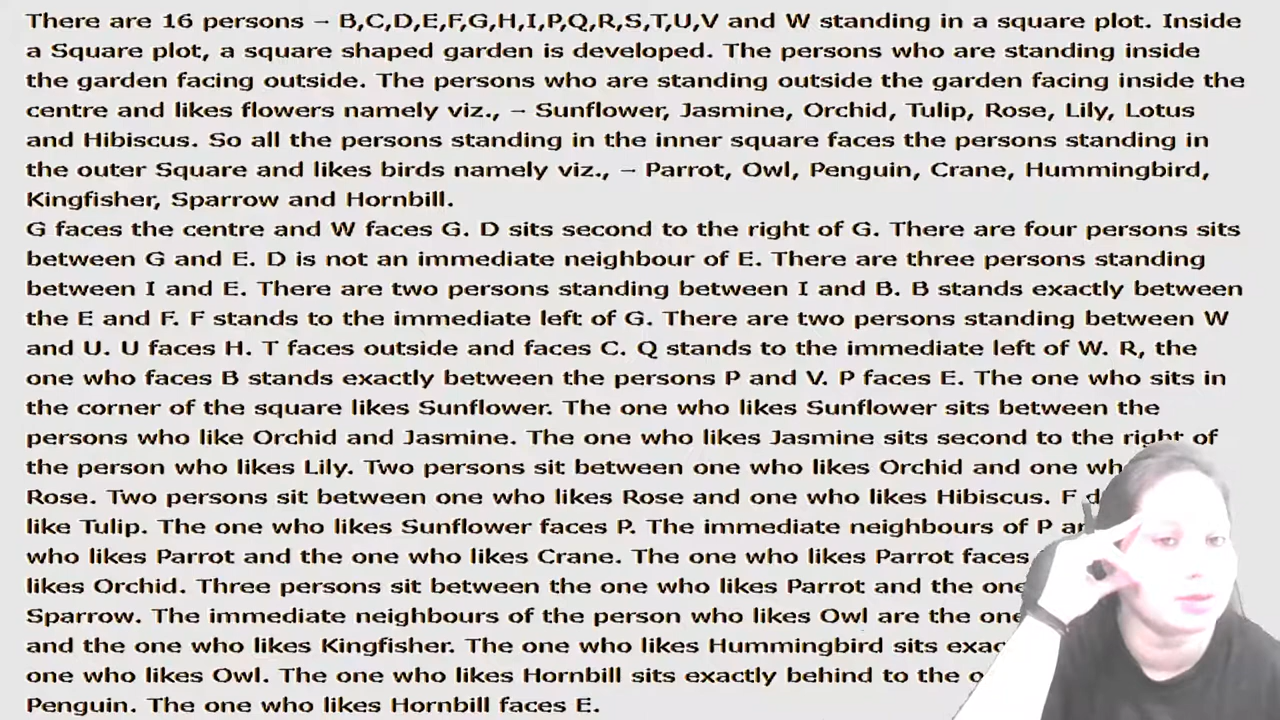 There are 16 persons – B,C,D,E,F,G,H,I,P,Q,R,S,T,U,V and W standing in a square plot. Inside
a Square plot, a square shaped garden is developed. The persons who are standing inside
the garden facing outside. The persons who are standing outside the garden facing inside the
centre and likes flowers namely viz., – Sunflower, Jasmine, Orchid, Tulip, Rose, Lily, Lotus
and Hibiscus. So all the persons standing in the inner square faces the persons standing in
the outer Square and likes birds namely viz., – Parrot, Owl, Penguin, Crane, Hummingbird,
Kingfisher, Sparrow and Hornbill.
G faces the centre and W faces G. D sits second to the right of G. There are four persons sits
between G and E. D is not an immediate neighbour of E. There are three persons standing
between I and E. There are two persons standing between I and B. B stands exactly between
the E and F. F stands to the immediate left of G. There are two persons standing between W
and U. U faces H. T faces outside and faces C. Q stands to the immediate left of W. R, the
one who faces B stands exactly between the persons P and V. P faces E. The one who sits in
the corner of the square likes Sunflower. The one who likes Sunflower sits between the
persons who like Orchid and Jasmine. The one who likes Jasmine sits second to the right of
the person who likes Lily. Two persons sit between one who likes Orchid and one
Rose. Two persons sit between one who likes Rose and one who likes Hibiscus. F
like Tulip. The one who likes Sunflower faces P. The immediate neighbours of P
who likes Parrot and the one who likes Crane. The one who likes Parrot faces
likes Orchid. Three persons sit between the one who likes Parrot and the
Sparrow. The immediate neighbours of the person who likes Owl are the
and the one who likes Kingfisher. The one who likes Hummingbird sits
one who likes Owl. The one who likes Hornbill sits exactly behind to the
Penguin. The one who likes Hornbill faces E.